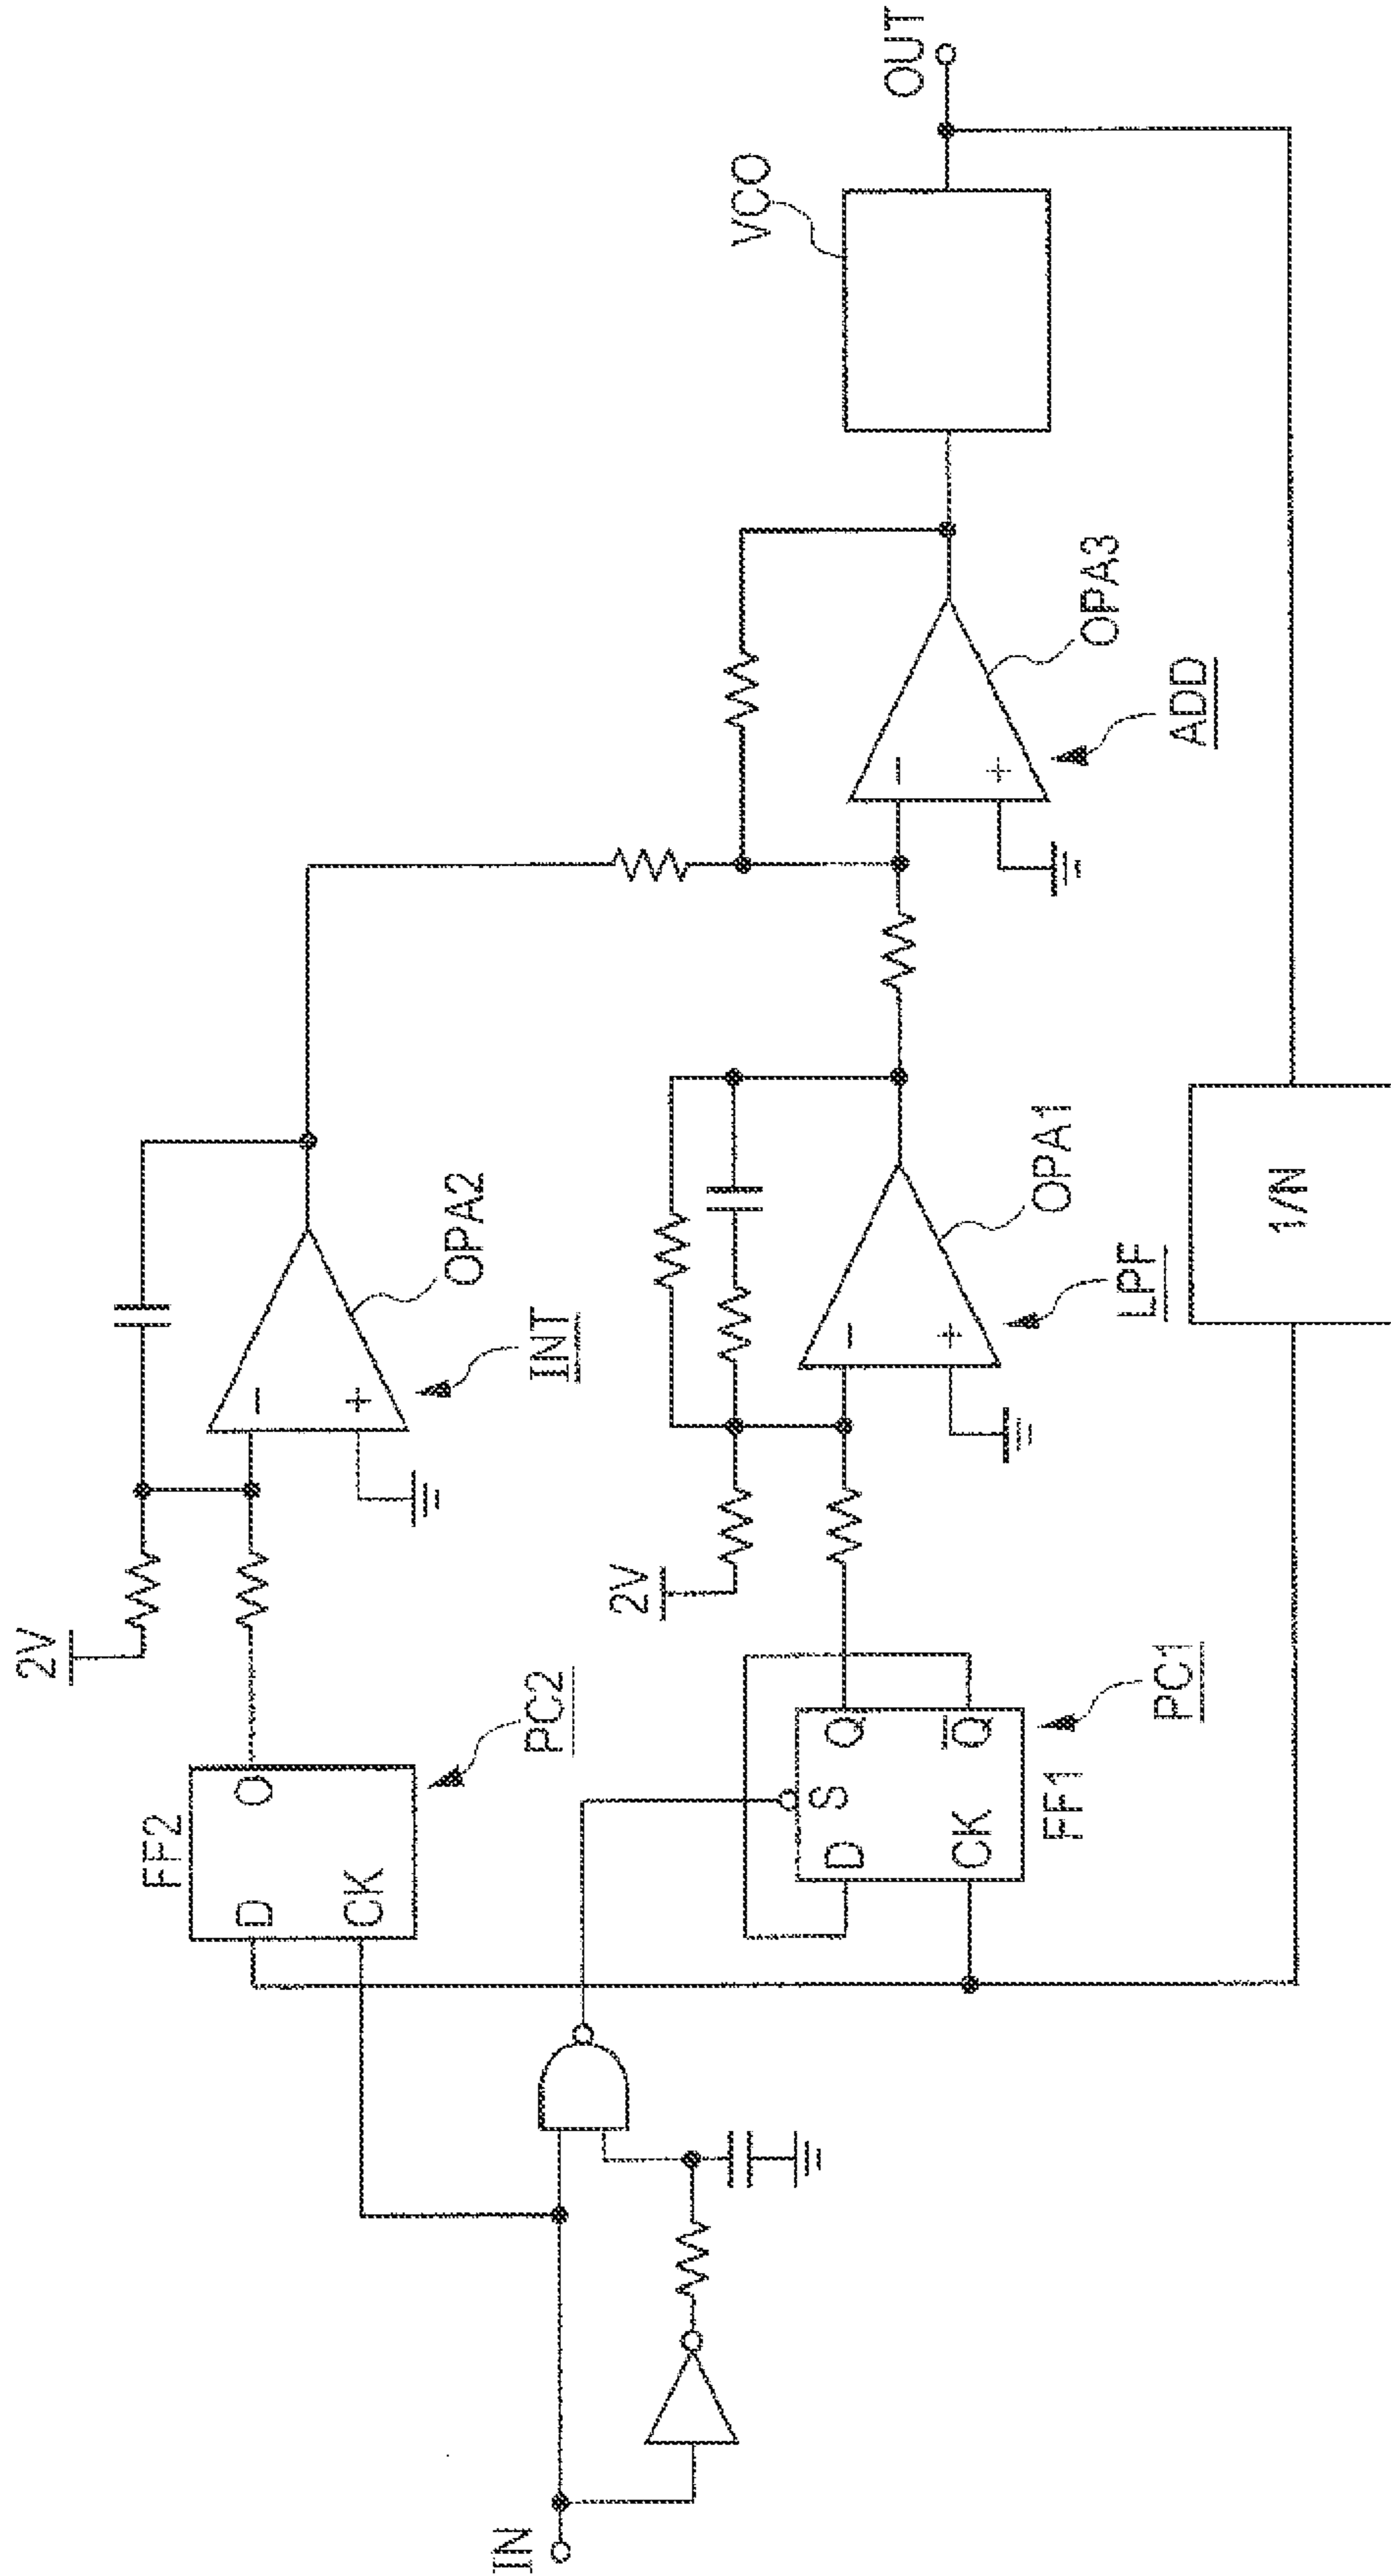 2V
FF2
D
O
CK
PC2
OPA2
INT
IN
2V
D
S
Q
CK
Q̅
FF1
PC1
−
+
OPA1
LPF
−
+
−
+
OPA3
ADD
VCO
OUT
1/N